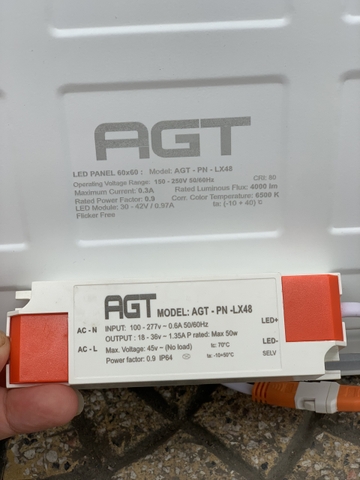 AGT
LED PANEL 60x60 : Model: AGT - PN - LX48
Operating Voltage Range: 190 - 250V 50/60Hz CRI: 80
Maximum Current: 0.3A Rated Luminous Flux: 4000 lm
Rated Power Factor: 0.9 Corr. Color Temperature: 6500 K
LED Module: 30 - 42V / 0.97A ta: (-10 + 40) 0
Flicker Free
AGT MODEL: AGT - PN -LX48
AC - N INPUT: 100 - 277v ~ 0.6A 50/60Hz LED+
OUTPUT : 18 - 36v ~ 1.35A P rated: Max 50w
AC - L Max. Voltage: 45v ~ (No load) tc: 70°C LED-
Power factor: 0.9 IP64 ta: -10+50°C SELV